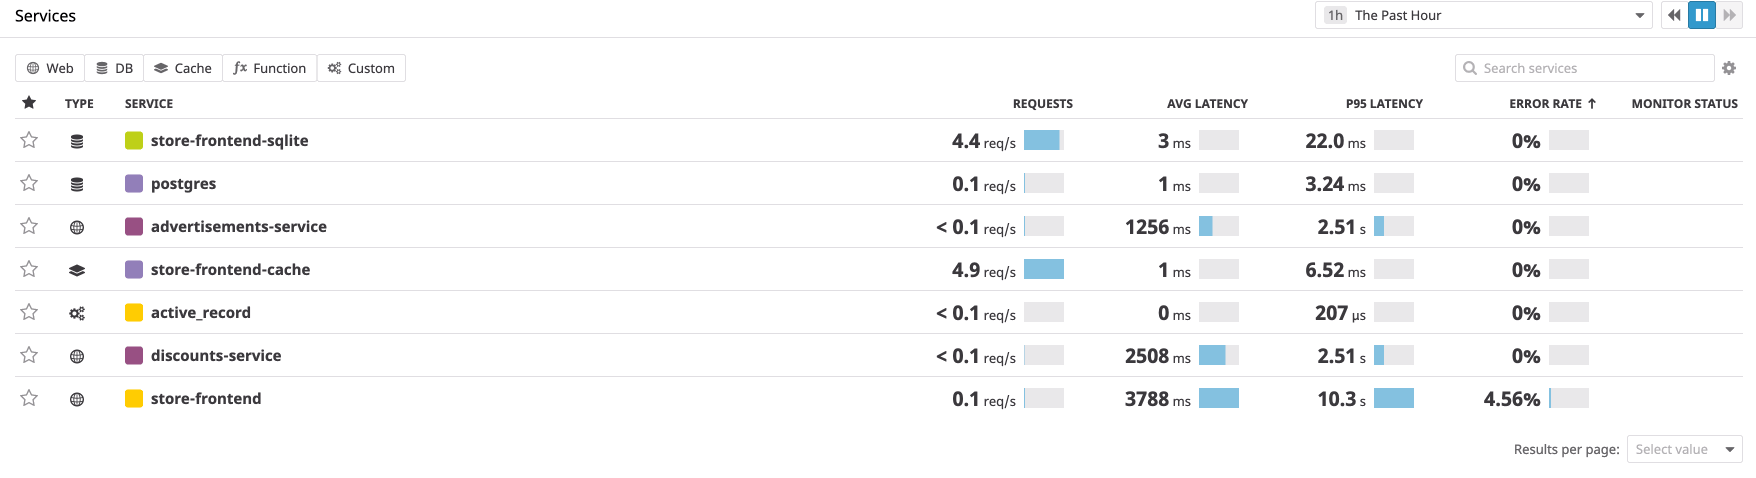 Services
1h The Past Hour
Web DB Cache fx Function Custom
Search services
TYPE SERVICE REQUESTS AVG LATENCY P95 LATENCY ERROR RATE ↑ MONITOR STATUS
store-frontend-sqlite 4.4 req/s 3 ms 22.0 ms 0%
postgres 0.1 req/s 1 ms 3.24 ms 0%
advertisements-service < 0.1 req/s 1256 ms 2.51 s 0%
store-frontend-cache 4.9 req/s 1 ms 6.52 ms 0%
active_record < 0.1 req/s 0 ms 207 μs 0%
discounts-service < 0.1 req/s 2508 ms 2.51 s 0%
store-frontend 0.1 req/s 3788 ms 10.3 s 4.56%
Results per page: Select value